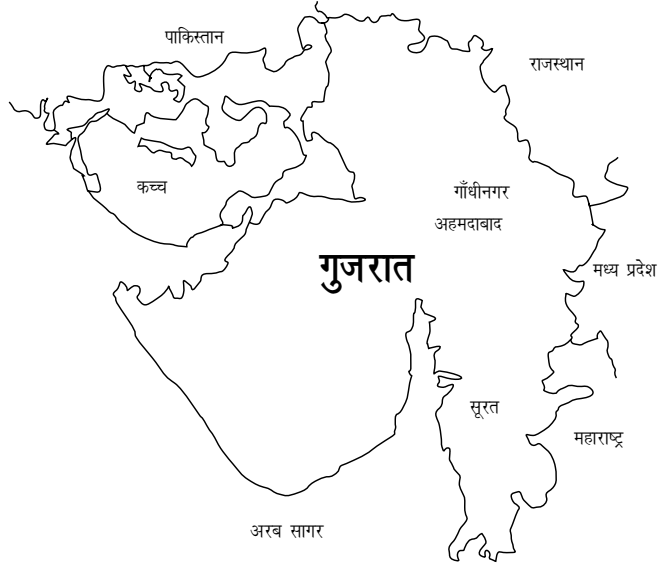 पाकिस्तान
राजस्थान
कच्च
गाँधीनगर
अहमदाबाद
गुजरात
मध्य प्रदेश
सूरत
महाराष्ट्र
अरब सागर